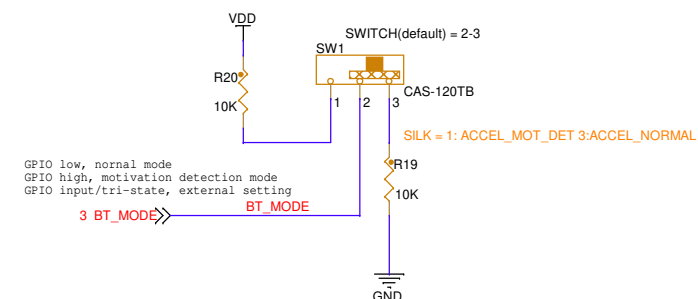 VDD
SWITCH(default) = 2-3
SW1
R20
10K
CAS-120TB
1 2 3
SILK = 1: ACCEL_MOT_DET 3:ACCEL_NORMAL
GPIO low, nornal mode
GPIO high, motivation detection mode
GPIO input/tri-state, external setting
R19
10K
3 BT_MODE
BT_MODE
GND